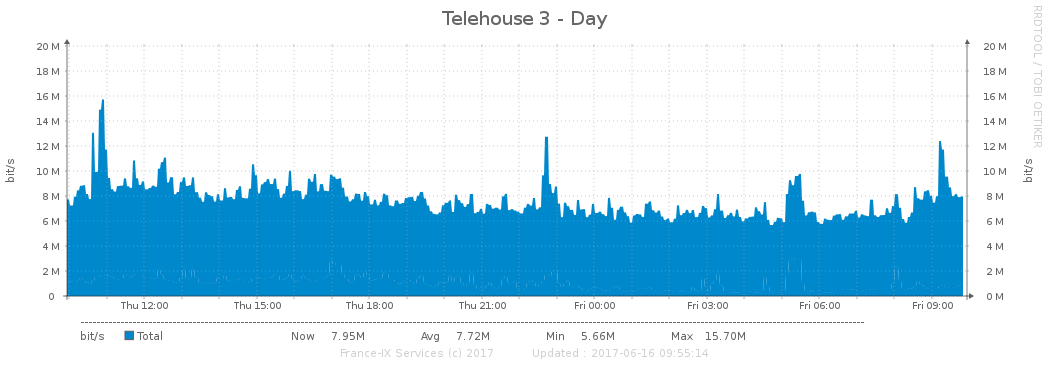 Telehouse 3 - Day
RRDTOOL / TOBI OETIKER
bit/s
20 M 20 M
18 M 18 M
16 M 16 M
14 M 14 M
12 M 12 M
10 M 10 M
8 M 8 M
6 M 6 M
4 M 4 M
2 M 2 M
0 0 M
bit/s
Thu 12:00 Thu 15:00 Thu 18:00 Thu 21:00 Fri 00:00 Fri 03:00 Fri 06:00 Fri 09:00
bit/s Total Now 7.95M Avg 7.72M Min 5.66M Max 15.70M
France-IX Services (c) 2017 Updated : 2017-06-16 09:55:14